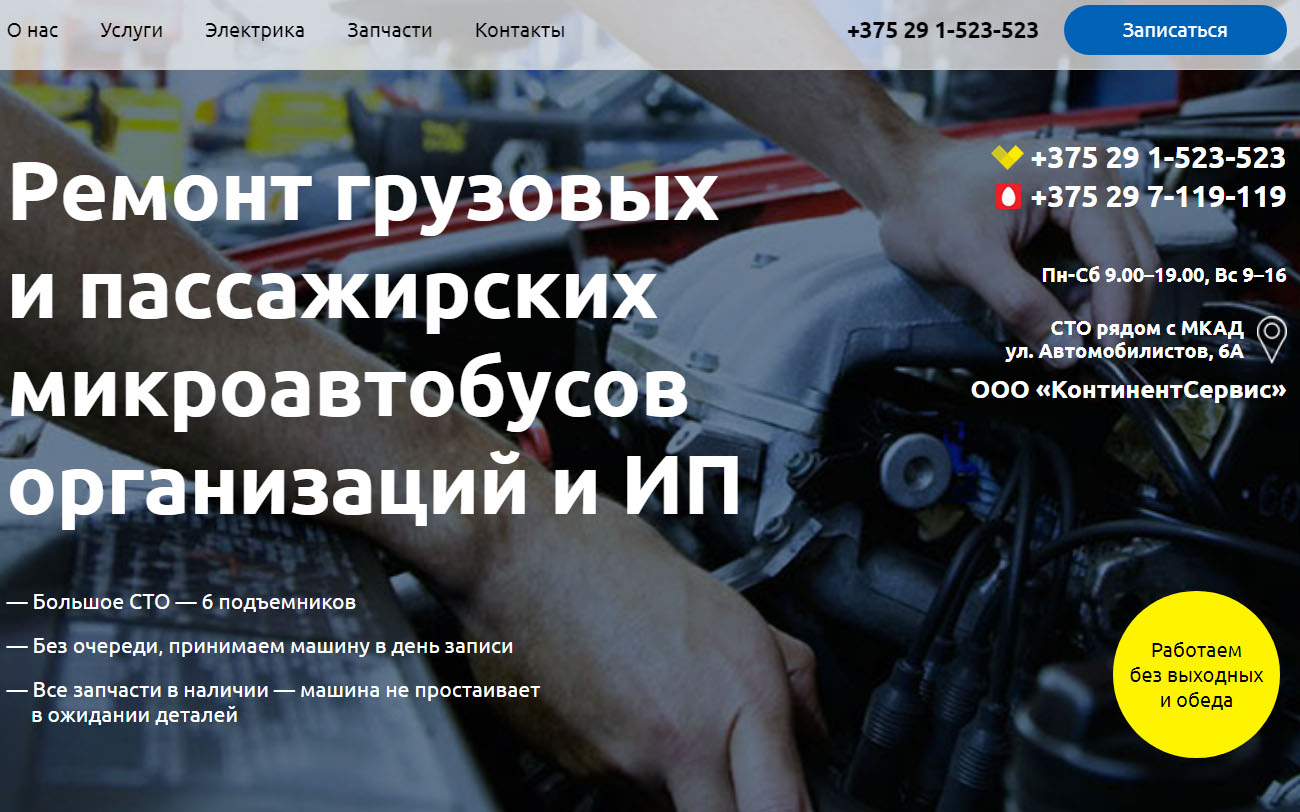 О нас Услуги Электрика Запчасти Контакты +375 29 1-523-523 Записаться
+375 29 1-523-523
+375 29 7-119-119
Ремонт грузовых
и пассажирских
микроавтобусов
организаций и ИП
Пн-Сб 9.00–19.00, Вс 9–16
СТО рядом с МКАД
ул. Автомобилистов, 6А
ООО «КонтинентСервис»
— Большое СТО — 6 подъемников
— Без очереди, принимаем машину в день записи
— Все запчасти в наличии — машина не простаивает
в ожидании деталей
Работаем
без выходных
и обеда